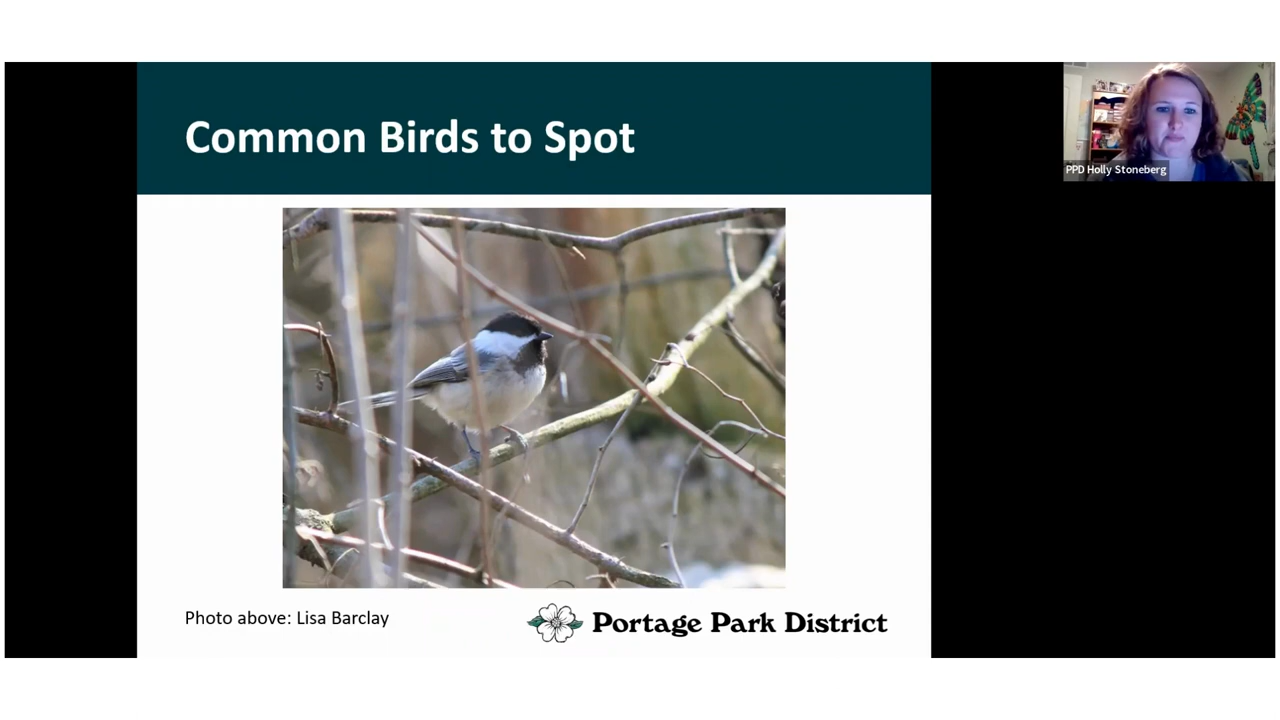 Common Birds to Spot
PPD Holly Stoneberg
Photo above: Lisa Barclay
Portage Park District